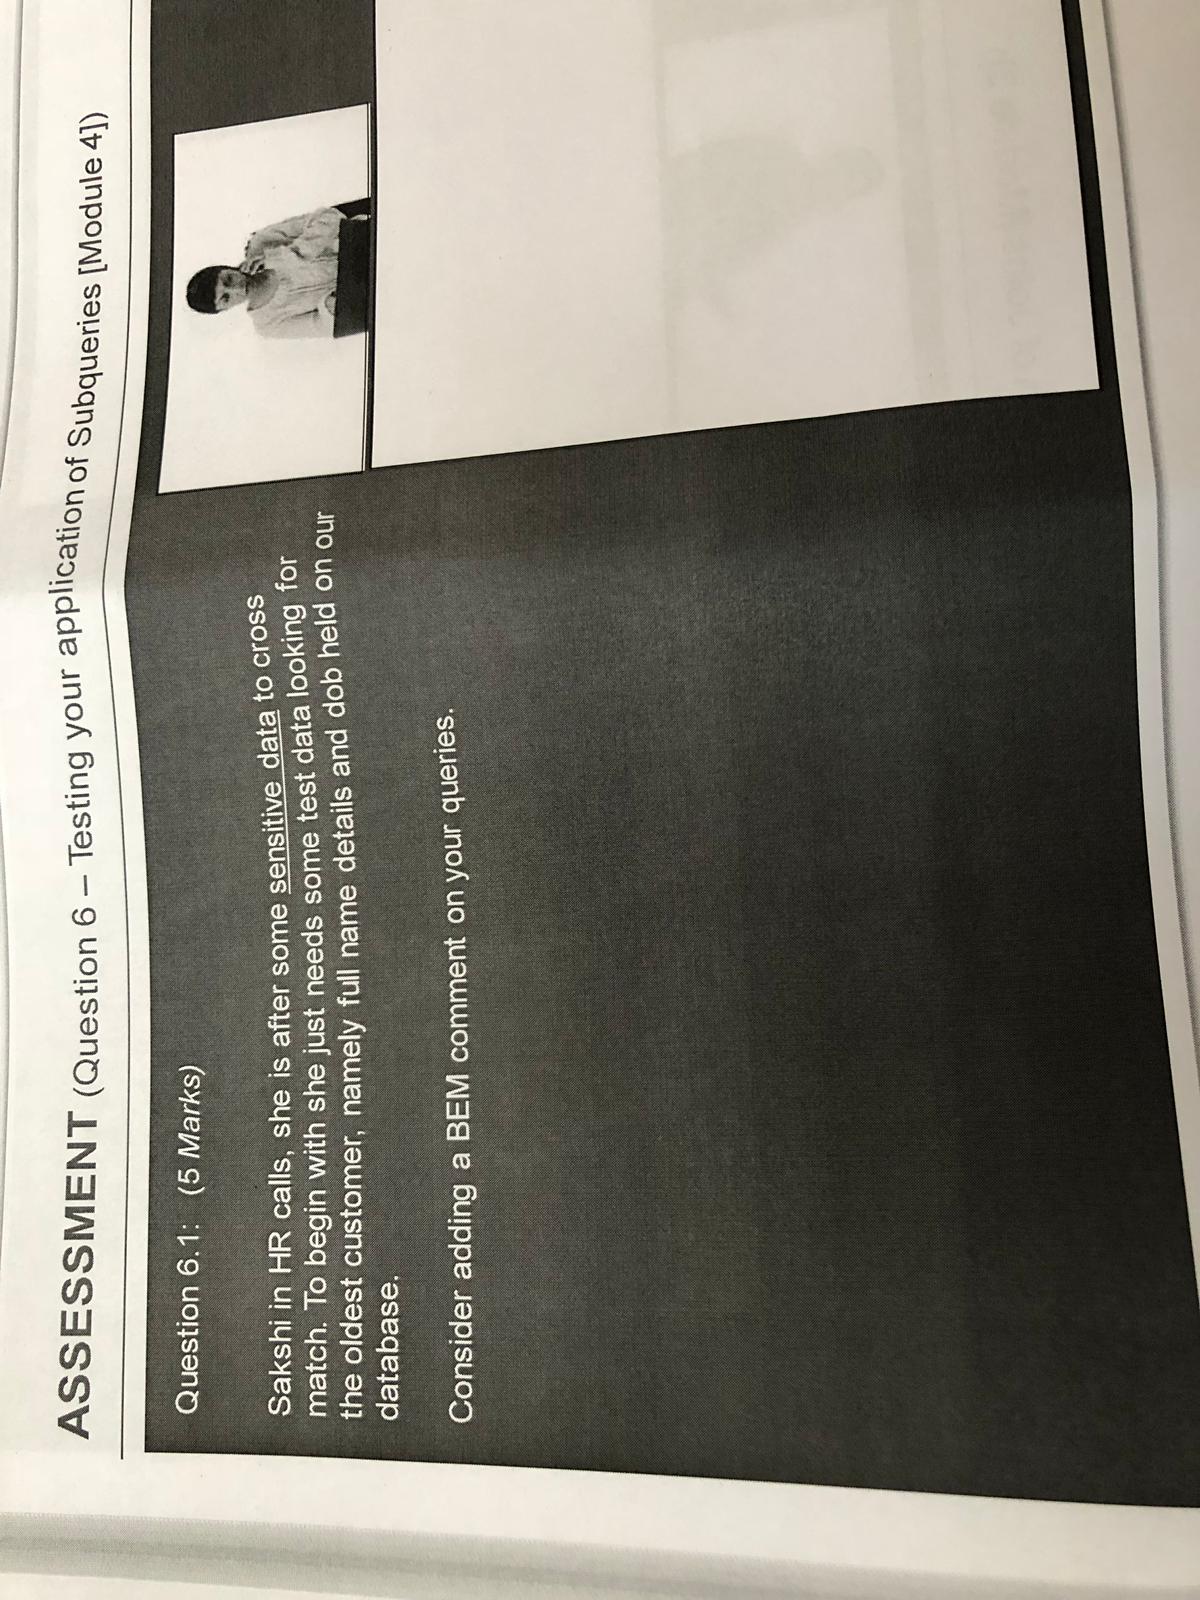 ASSESSMENT (Question 6 – Testing your application of Subqueries [Module 4])
Question 6.1: (5 Marks)
Sakshi in HR calls, she is after some sensitive data to cross
match. To begin with she just needs some test data looking for
the oldest customer, namely full name details and dob held on our
database.
Consider adding a BEM comment on your queries.